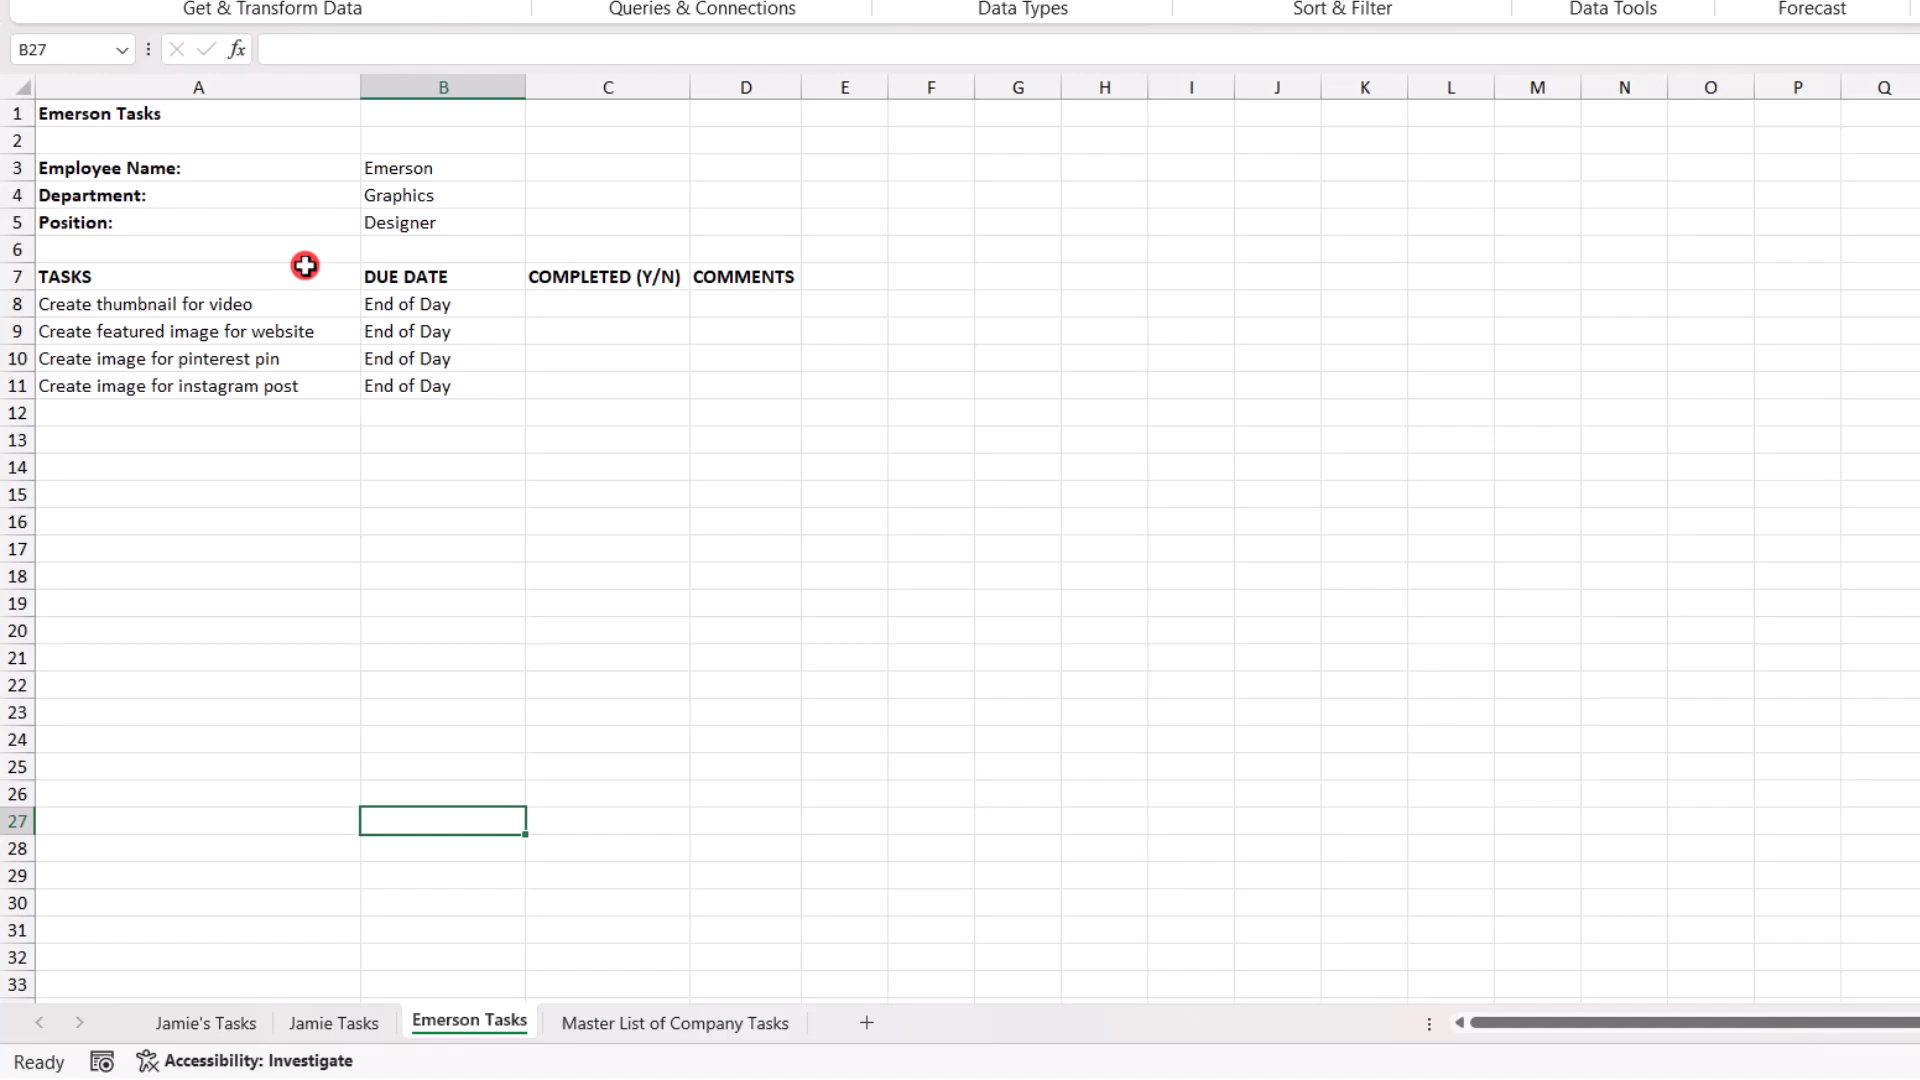 Get & Transform Data Queries & Connections Data Types Sort & Filter Data Tools Forecast
B27 fx
A B C D E F G H I J K L M N O P Q
1 Emerson Tasks
2
3 Employee Name: Emerson
4 Department: Graphics
5 Position: Designer
6
7 TASKS DUE DATE COMPLETED (Y/N) COMMENTS
8 Create thumbnail for video End of Day
9 Create featured image for website End of Day
10 Create image for pinterest pin End of Day
11 Create image for instagram post End of Day
12
13
14
15
16
17
18
19
20
21
22
23
24
25
26
27
28
29
30
31
32
33
Jamie's Tasks Jamie Tasks Emerson Tasks Master List of Company Tasks
Ready Accessibility: Investigate